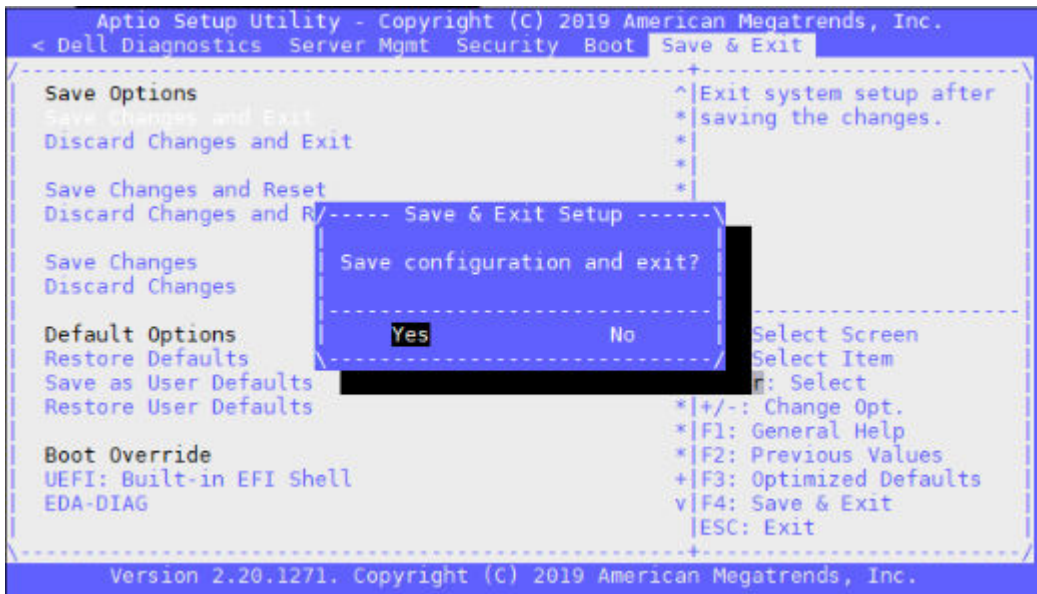 Aptio Setup Utility - Copyright (C) 2019 American Megatrends, Inc.
< Dell Diagnostics Server Mgmt Security Boot Save & Exit
Save Options
Save Changes and Exit
Discard Changes and Exit
Save Changes and Reset
Discard Changes and R
Save Changes
Discard Changes
Default Options
Restore Defaults
Save as User Defaults
Restore User Defaults
Boot Override
UEFI: Built-in EFI Shell
EDA-DIAG
Save & Exit Setup
Save configuration and exit?
Yes No
Exit system setup after
saving the changes.
Select Screen
Select Item
r: Select
+/-: Change Opt.
F1: General Help
F2: Previous Values
F3: Optimized Defaults
F4: Save & Exit
ESC: Exit
Version 2.20.1271. Copyright (C) 2019 American Megatrends, Inc.